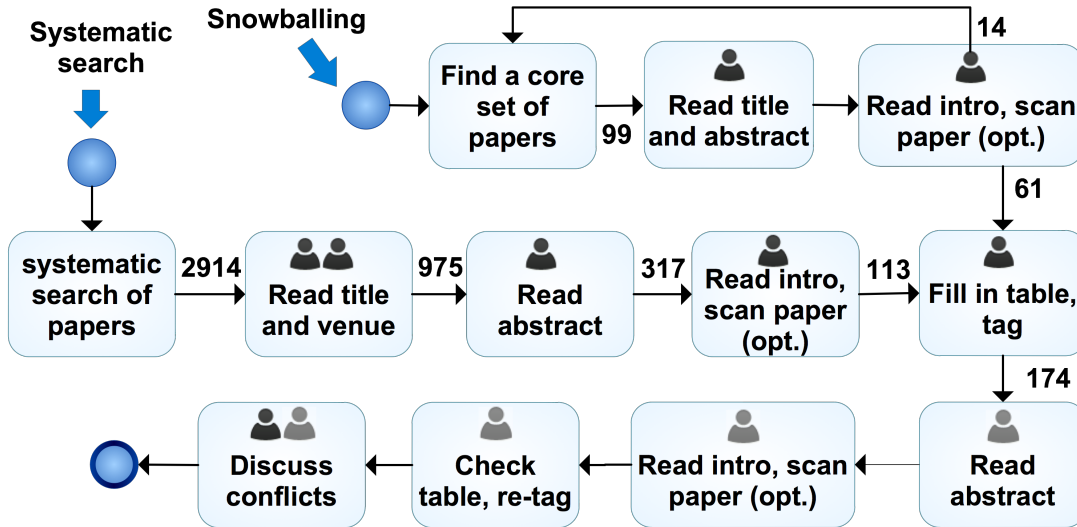 Snowballing
Systematic
search
14
Find a core
set of
papers
99
Read title
and abstract
Read intro, scan
paper (opt.)
61
systematic
search of
papers
2914
Read title
and venue
975
Read
abstract
317
Read intro,
scan paper
(opt.)
113
Fill in table,
tag
174
Read
abstract
Read intro, scan
paper (opt.)
Check
table, re-tag
Discuss
conflicts